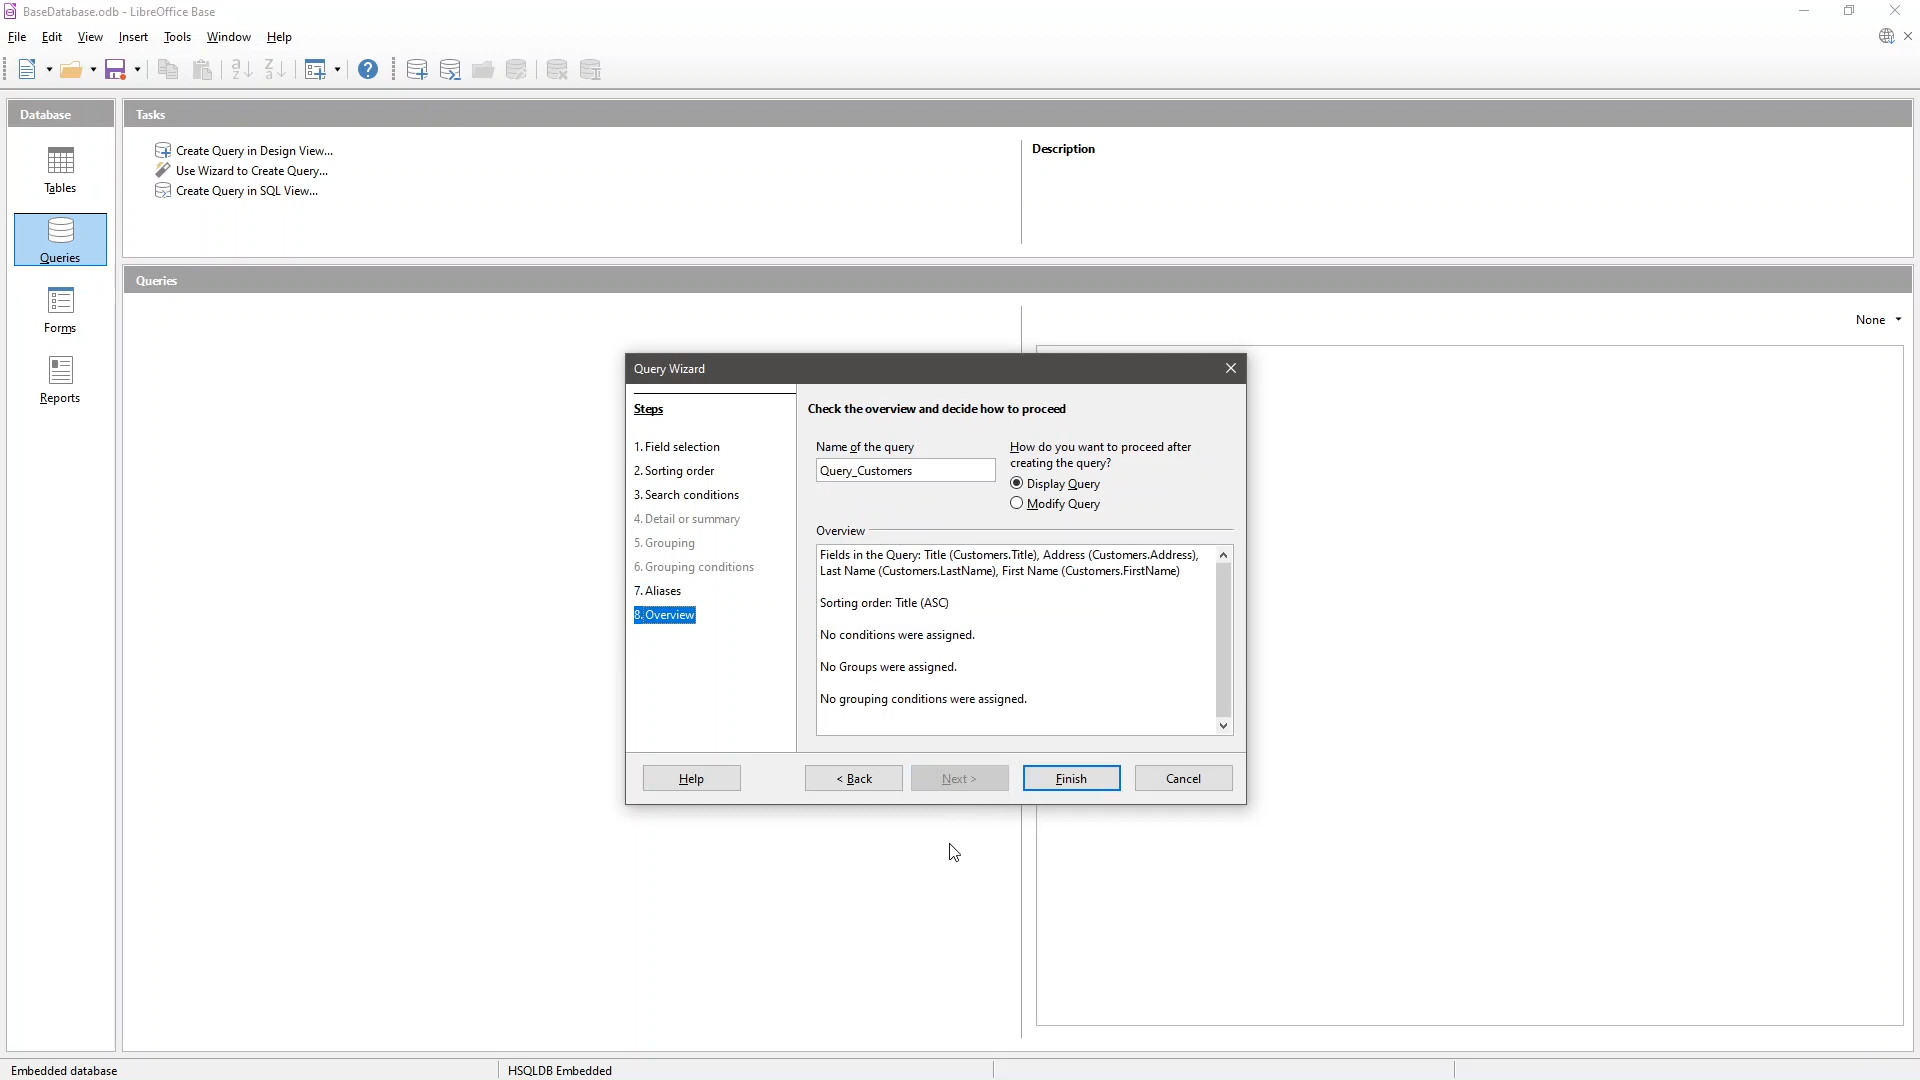 BaseDatabase.odb - LibreOffice Base
File Edit View Insert Tools Window Help
Database
Tasks
Tables
Queries
Forms
Reports
Create Query in Design View...
Use Wizard to Create Query...
Create Query in SQL View...
Description
Queries
None
Query Wizard
Steps
1. Field selection
2. Sorting order
3. Search conditions
4. Detail or summary
5. Grouping
6. Grouping conditions
7. Aliases
8. Overview
Check the overview and decide how to proceed
Name of the query
Query_Customers
How do you want to proceed after
creating the query?
Display Query
Modify Query
Overview
Fields in the Query: Title (Customers.Title), Address (Customers.Address),
Last Name (Customers.LastName), First Name (Customers.FirstName)
Sorting order: Title (ASC)
No conditions were assigned.
No Groups were assigned.
No grouping conditions were assigned.
Help
< Back
Next >
Finish
Cancel
Embedded database
HSQLDB Embedded